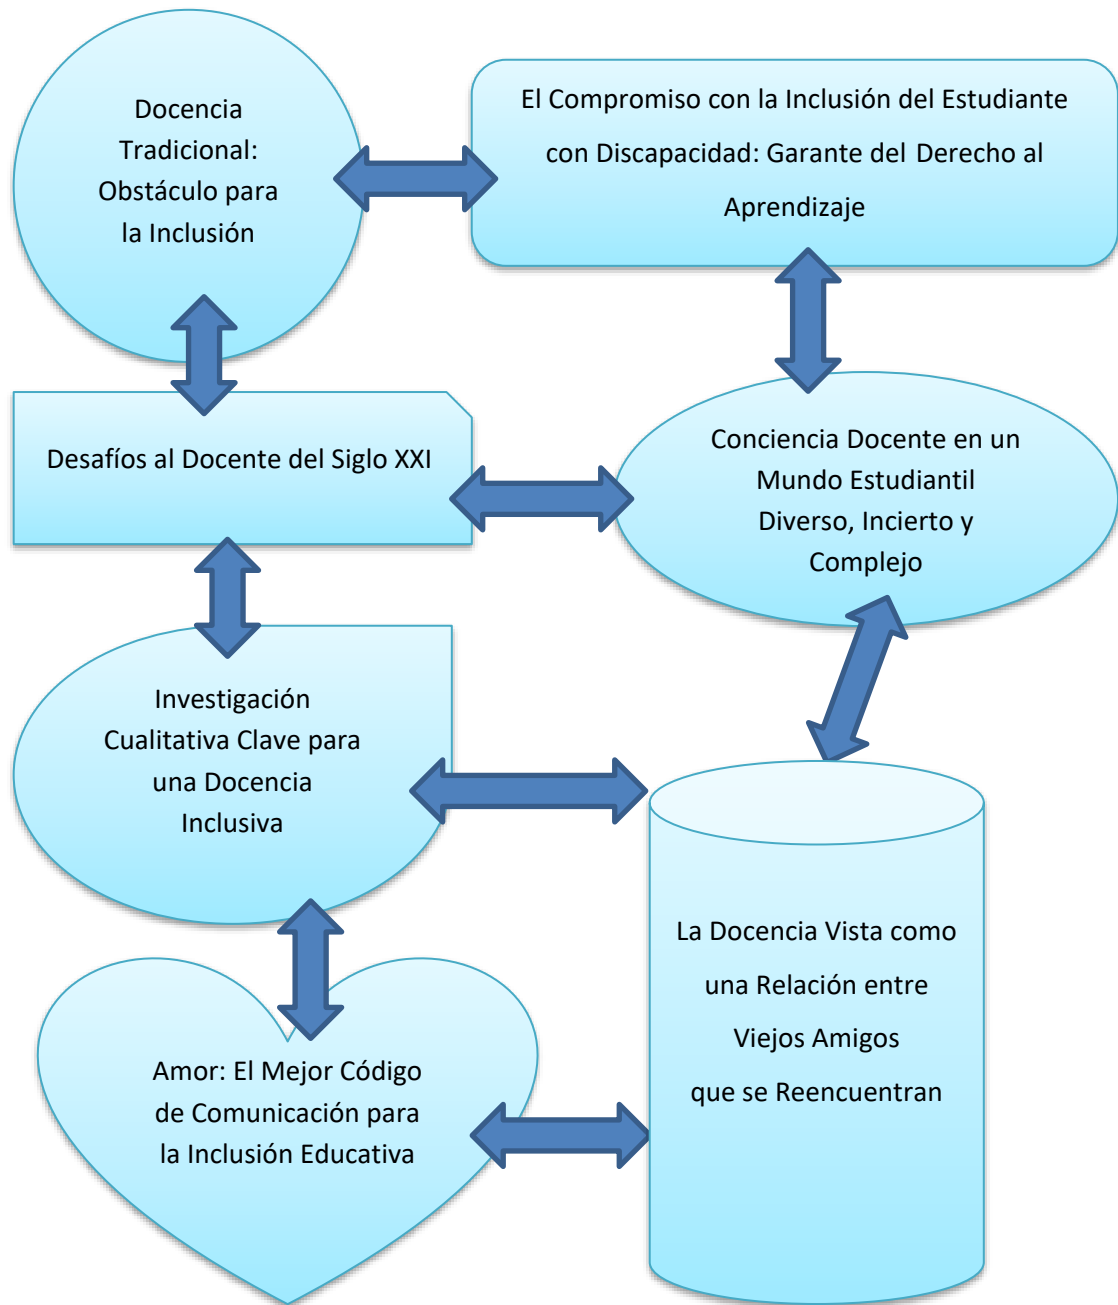 Docencia
Tradicional:
Obstáculo para
la Inclusión
El Compromiso con la Inclusión del Estudiante
con Discapacidad: Garante del Derecho al
Aprendizaje
Desafíos al Docente del Siglo XXI
Conciencia Docente en un
Mundo Estudiantil
Diverso, Incierto y
Complejo
Investigación
Cualitativa Clave para
una Docencia
Inclusiva
La Docencia Vista como
una Relación entre
Viejos Amigos
que se Reencuentran
Amor: El Mejor Código
de Comunicación para
la Inclusión Educativa